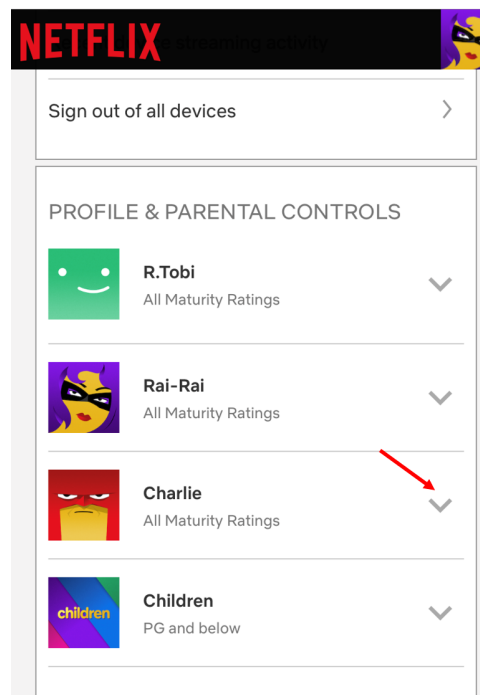 NETFLIX
streaming activity
Sign out of all devices
PROFILE & PARENTAL CONTROLS
R.Tobi
All Maturity Ratings
Rai-Rai
All Maturity Ratings
Charlie
All Maturity Ratings
children
Children
PG and below